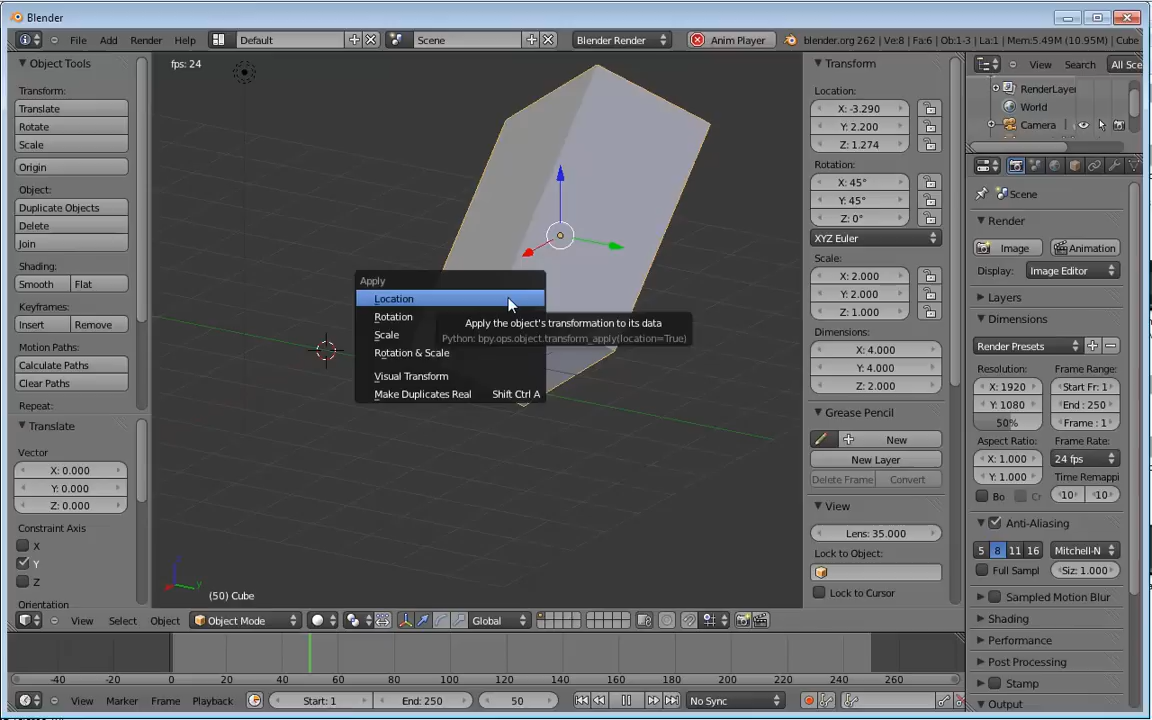 Blender
File Add Render Help Default Scene Blender Render Anim Player blender.org 262 | Ve:8 | Fa:6 | Ob:1-3 | La:1 | Mem:5.49M (10.95M) | Cube
Object Tools
Transform:
Translate
Rotate
Scale
Origin
Object:
Duplicate Objects
Delete
Join
Shading:
Smooth Flat
Keyframes:
Insert Remove
Motion Paths:
Calculate Paths
Clear Paths
Repeat:
Translate
Vector
X: 0.000
Y: 0.000
Z: 0.000
Constraint Axis
X
Y
Z
Orientation
fps: 24
Apply
Location
Rotation
Scale
Rotation & Scale
Visual Transform
Make Duplicates Real Shift Ctrl A
Apply the object's transformation to its data
Python: bpy.ops.object.transform_apply(location=True)
z
y
(50) Cube
Transform
Location:
X: -3.290
Y: 2.200
Z: 1.274
Rotation:
X: 45°
Y: 45°
Z: 0°
XYZ Euler
Scale:
X: 2.000
Y: 2.000
Z: 1.000
Dimensions:
X: 4.000
Y: 4.000
Z: 2.000
Grease Pencil
New
New Layer
Delete Frame Convert
View
Lens: 35.000
Lock to Object:
Lock to Cursor
View Search All Sce
RenderLayer
World
Camera
Scene
Render
Image Animation
Display: Image Editor
Layers
Dimensions
Render Presets
Resolution: Frame Range:
X: 1920 Start Fr: 1
Y: 1080 End : 250
50% Frame : 1
Aspect Ratio: Frame Rate:
X: 1.000 24 fps
Y: 1.000 Time Remappi
Bo Cr 10 10
Anti-Aliasing
5 8 11 16 Mitchell-N
Full Sampl Siz: 1.000
Sampled Motion Blur
Shading
Performance
Post Processing
Stamp
Output
View Select Object Object Mode Global
-40 -20 0 20 40 60 80 100 120 140 160 180 200 220 240 260
View Marker Frame Playback Start: 1 End: 250 50 No Sync